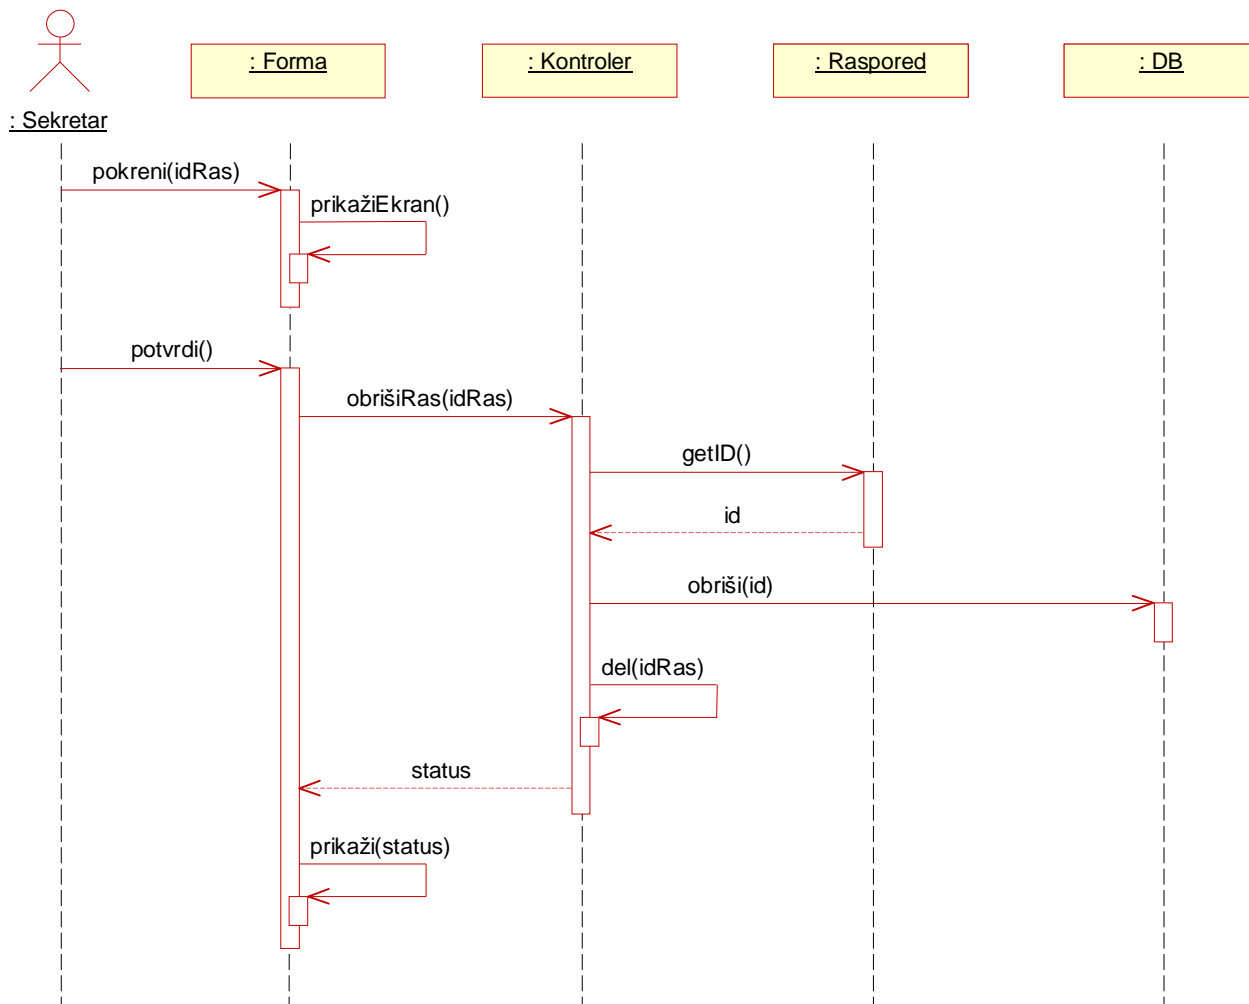 : Forma
: Kontroler
: Raspored
: DB
: Sekretar
pokreni(idRas)
prikažiEkran()
potvrdi()
obrišiRas(idRas)
getID()
id
obriši(id)
del(idRas)
status
prikaži(status)